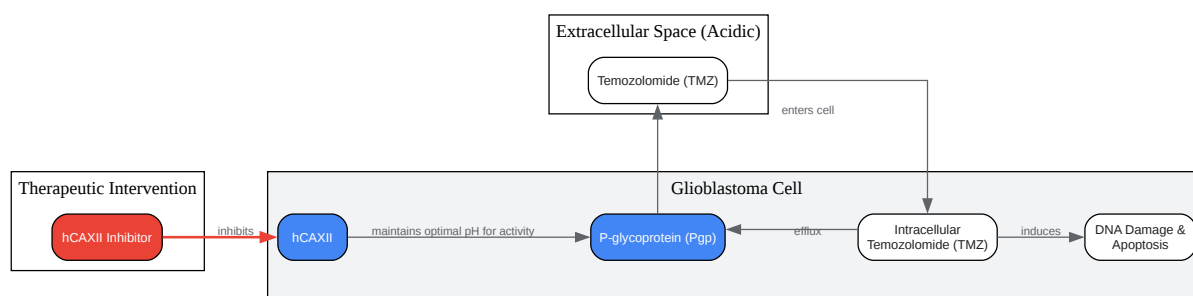 Extracellular Space (Acidic)
Temozolomide (TMZ)
enters cell
Therapeutic Intervention
Glioblastoma Cell
hCAXII Inhibitor
inhibits
hCAXII
maintains optimal pH for activity
P-glycoprotein (Pgp)
efflux
Intracellular
Temozolomide (TMZ)
induces
DNA Damage &
Apoptosis